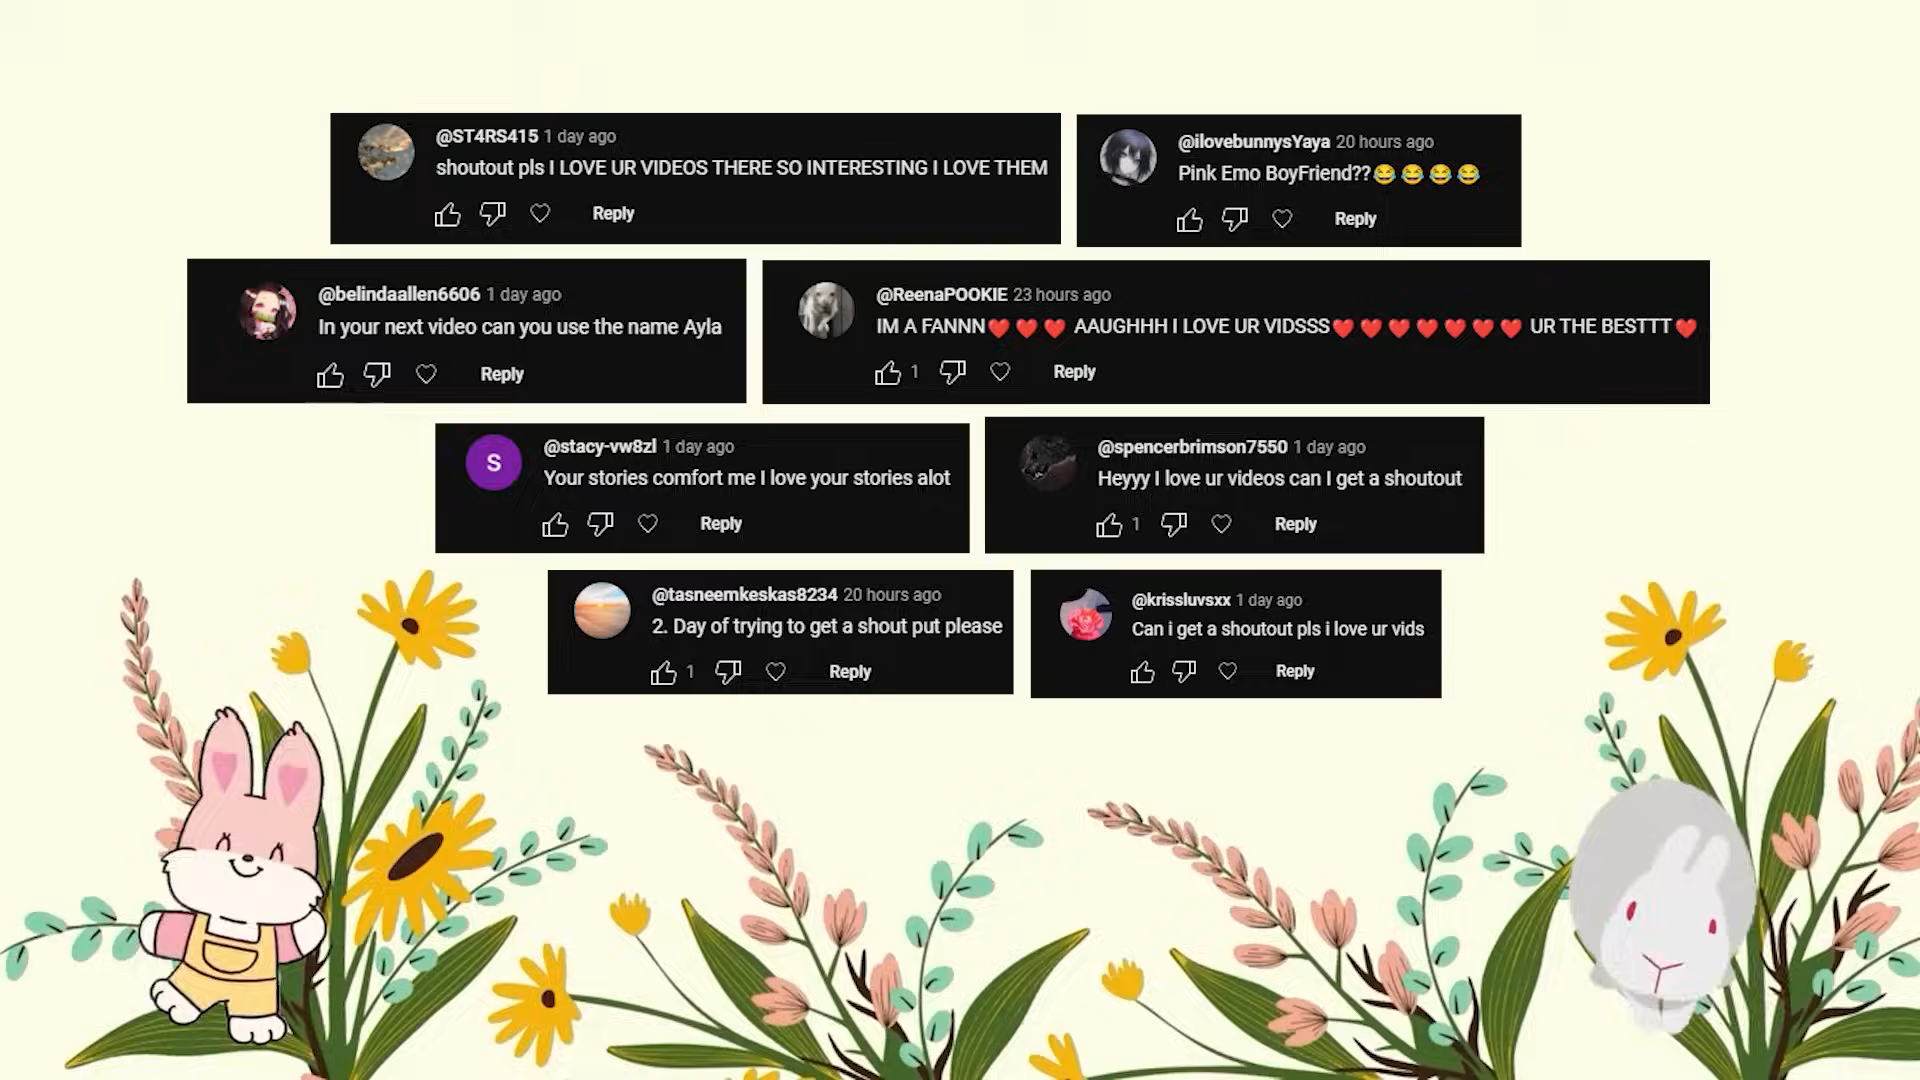 @ST4RS415 1 day ago
shoutout pls I LOVE UR VIDEOS THERE SO INTERESTING I LOVE THEM
Reply
@ilovebunnysYaya 20 hours ago
Pink Emo BoyFriend??😂😂😂😂
Reply
@belindaallen6606 1 day ago
In your next video can you use the name Ayla
Reply
@ReenaPOOKIE 23 hours ago
IM A FANNN❤️❤️❤️ AAUGHHH I LOVE UR VIDSSS❤️❤️❤️❤️❤️❤️❤️ UR THE BESTTT❤️
1 Reply
@stacy-vw8zl 1 day ago
Your stories comfort me I love your stories alot
S
Reply
@spencerbrimson7550 1 day ago
Heyyy I love ur videos can I get a shoutout
1 Reply
@tasneemkeskas8234 20 hours ago
2. Day of trying to get a shout put please
1 Reply
@krissluvsxx 1 day ago
Can i get a shoutout pls i love ur vids
Reply